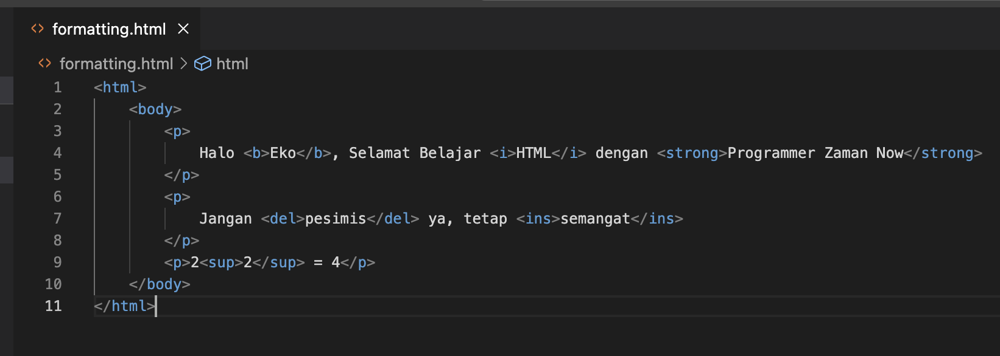 formatting.html
formatting.html > html
1 <html>
2 <body>
3 <p>
4 Halo <b>Eko</b>, Selamat Belajar <i>HTML</i> dengan <strong>Programmer Zaman Now</strong>
5 </p>
6 <p>
7 Jangan <del>pesimis</del> ya, tetap <ins>semangat</ins>
8 </p>
9 <p>2<sup>2</sup> = 4</p>
10 </body>
11 </html>